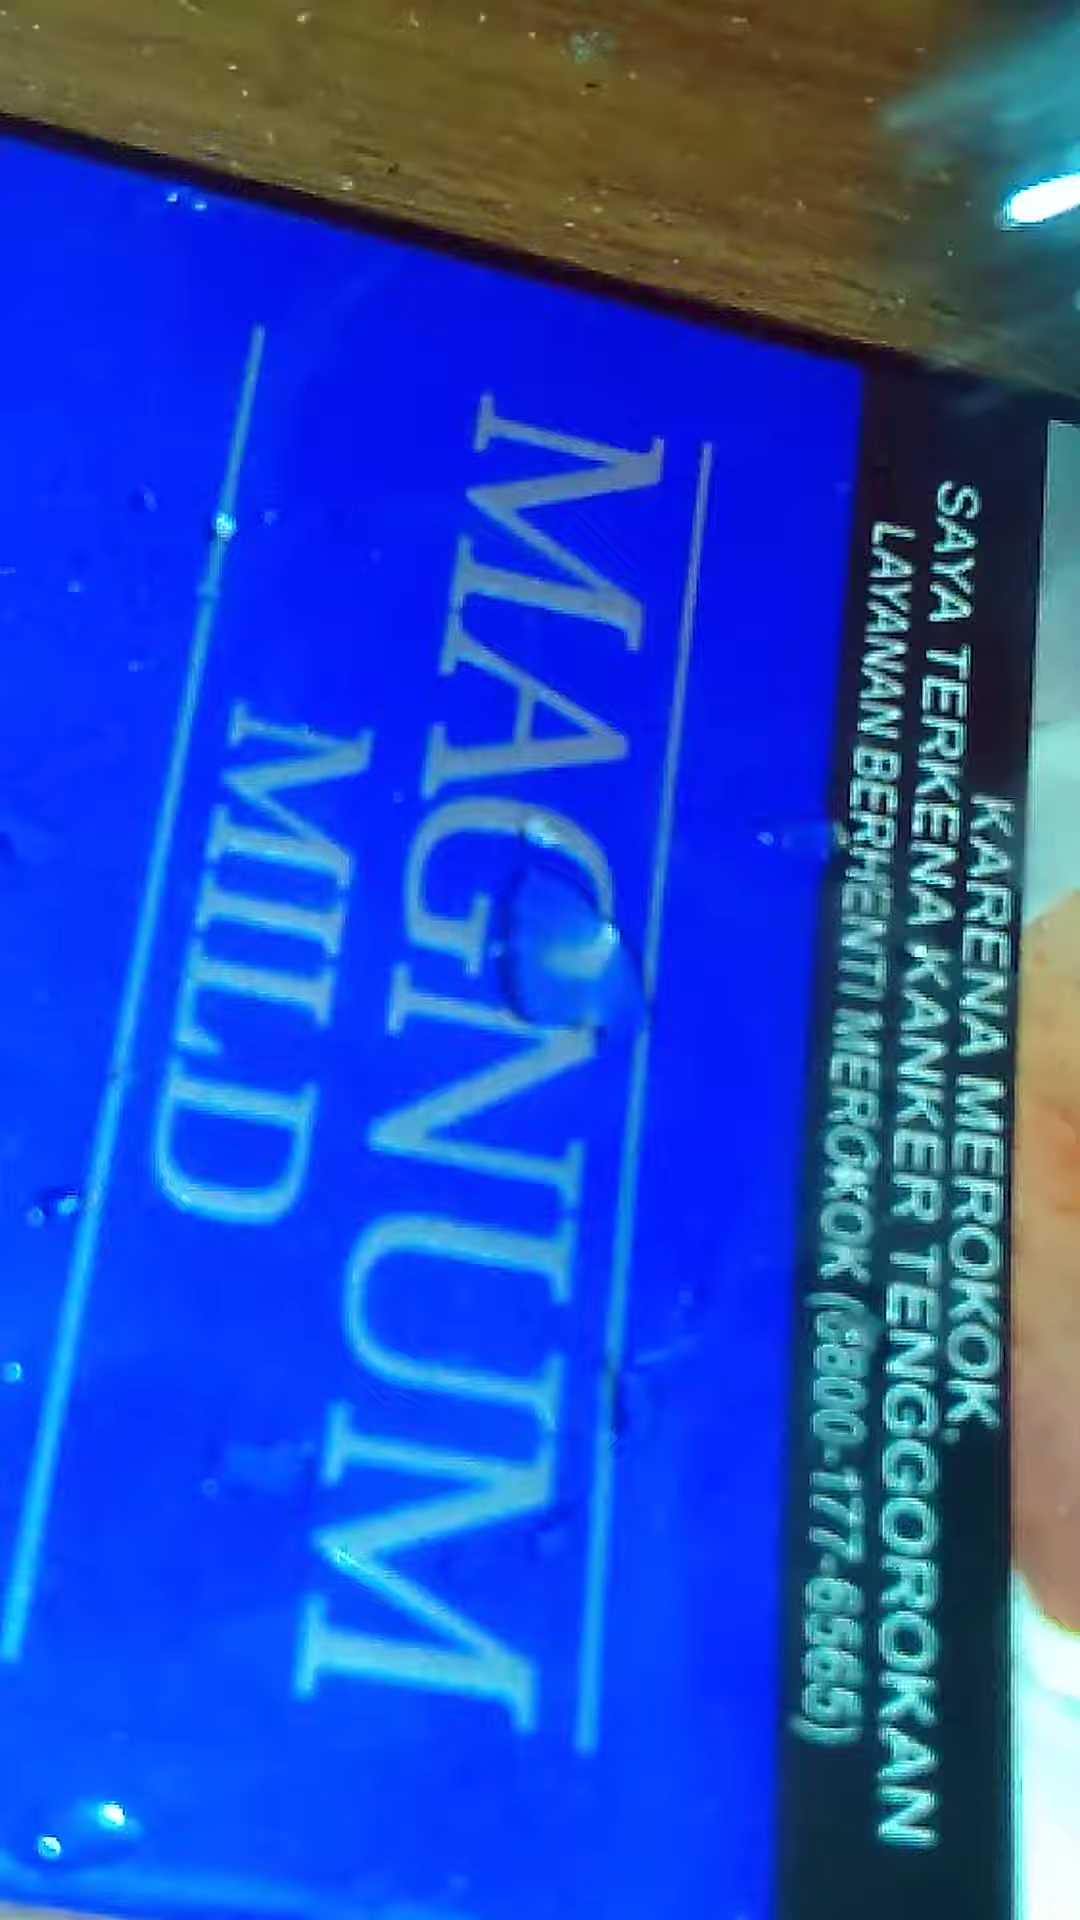 KARENA MEROKOK,
SAYA TERKENA KANKER TENGGOROKAN
LAYANAN BERHENTI MEROKOK (0800-177-6565)
MAGNUM
MILD